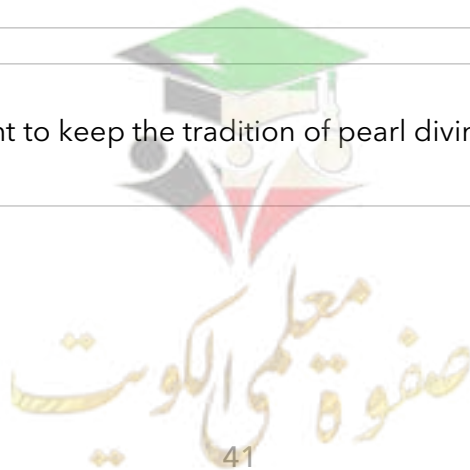 nt to keep the tradition of pearl divin
صفوة معلمي الكويت
41